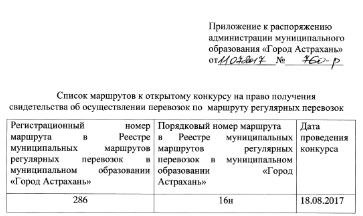 Приложение к распоряжению
администрации муниципального
образования «Город Астрахань»
от 11.07.2017 № 760-р
Список маршрутов к открытому конкурсу на право получения
свидетельства об осуществлении перевозок по маршруту регулярных перевозок
Регистрационный номер
маршрута в Реестре
муниципальных маршрутов
регулярных перевозок в
муниципальном образовании
«Город Астрахань»
Порядковый номер маршрута
в Реестре муниципальных
маршрутов регулярных
перевозок в муниципальном
образовании «Город
Астрахань»
Дата
проведения
конкурса
286
16н
18.08.2017